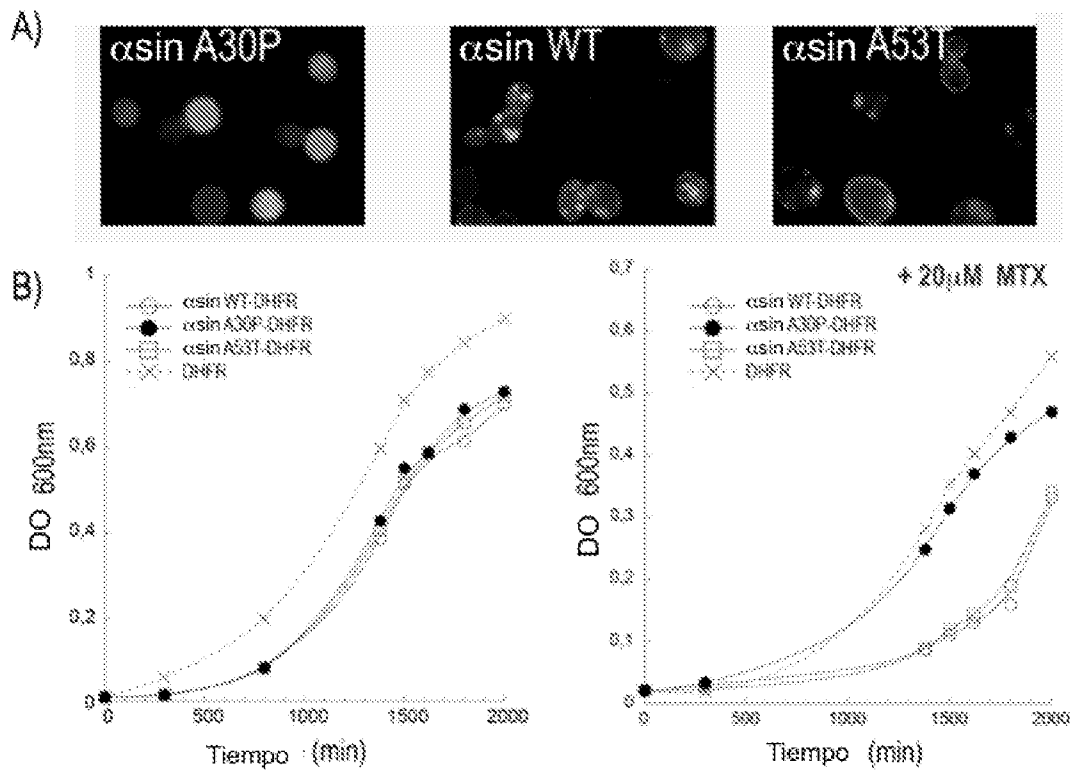 A)
αsin A30P
αsin WT
αsin A53T
B)
1
0,8
0,6
0,4
0,2
0
αsin WT-DHFR
αsin A30P-DHFR
αsin A53T-DHFR
DHFR
DO 600nm
0 500 1000 1500 2000
Tiempo (min)
+ 20µM MTX
0,7
0,6
0,5
0,4
0,3
0,2
0,1
0
αsin WT-DHFR
αsin A30P-DHFR
αsin A53T-DHFR
DHFR
DO 600nm
0 500 1000 1500 2000
Tiempo (min)